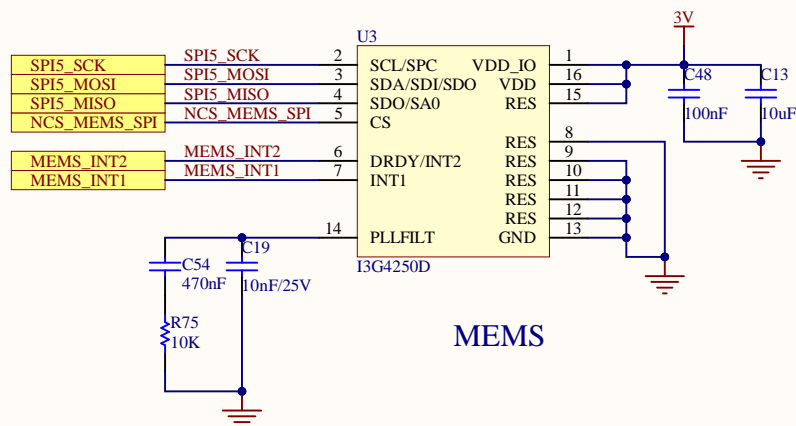 3V
U3
SPI5_SCK SPI5_SCK 2 SCL/SPC VDD_IO 1
SPI5_MOSI SPI5_MOSI 3 SDA/SDI/SDO VDD 16 C48 C13
SPI5_MISO SPI5_MISO 4 SDO/SA0 RES 15
NCS_MEMS_SPI NCS_MEMS_SPI 5 CS 100nF 10uF
RES 8
MEMS_INT2 MEMS_INT2 6 DRDY/INT2 RES 9
MEMS_INT1 MEMS_INT1 7 INT1 RES 10
RES 11
RES 12
14 PLLFILT GND 13
C54 C19 I3G4250D
470nF 10nF/25V
R75 MEMS
10K